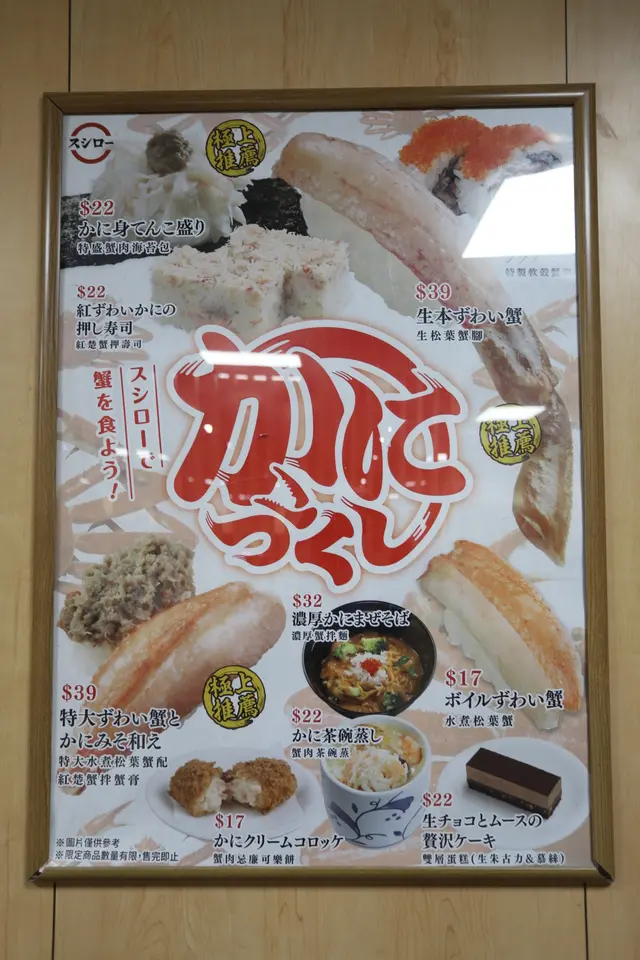 スシロー
極上
推薦
$22
かに身てんこ盛り
特盛蟹肉海苔包
特製軟殼蟹
$22
紅ずわいかにの
押し寿司
紅楚蟹押壽司
$39
生本ずわい蟹
生松葉蟹腳
スシローで
蟹を食よう!
かに
づくし
極上
推薦
$32
濃厚かにまぜそば
濃厚蟹拌麵
$17
ボイルずわい蟹
水煮松葉蟹
極上
推薦
$39
特大ずわい蟹と
かにみそ和え
特大水煮松葉蟹配
紅楚蟹拌蟹膏
$22
かに茶碗蒸し
蟹肉茶碗蒸
$17
かにクリームコロッケ
蟹肉忌廉可樂餅
$22
生チョコとムースの
贅沢ケーキ
雙層蛋糕(生朱古力&慕絲)
※圖片僅供參考
※限定商品數量有限,售完即止